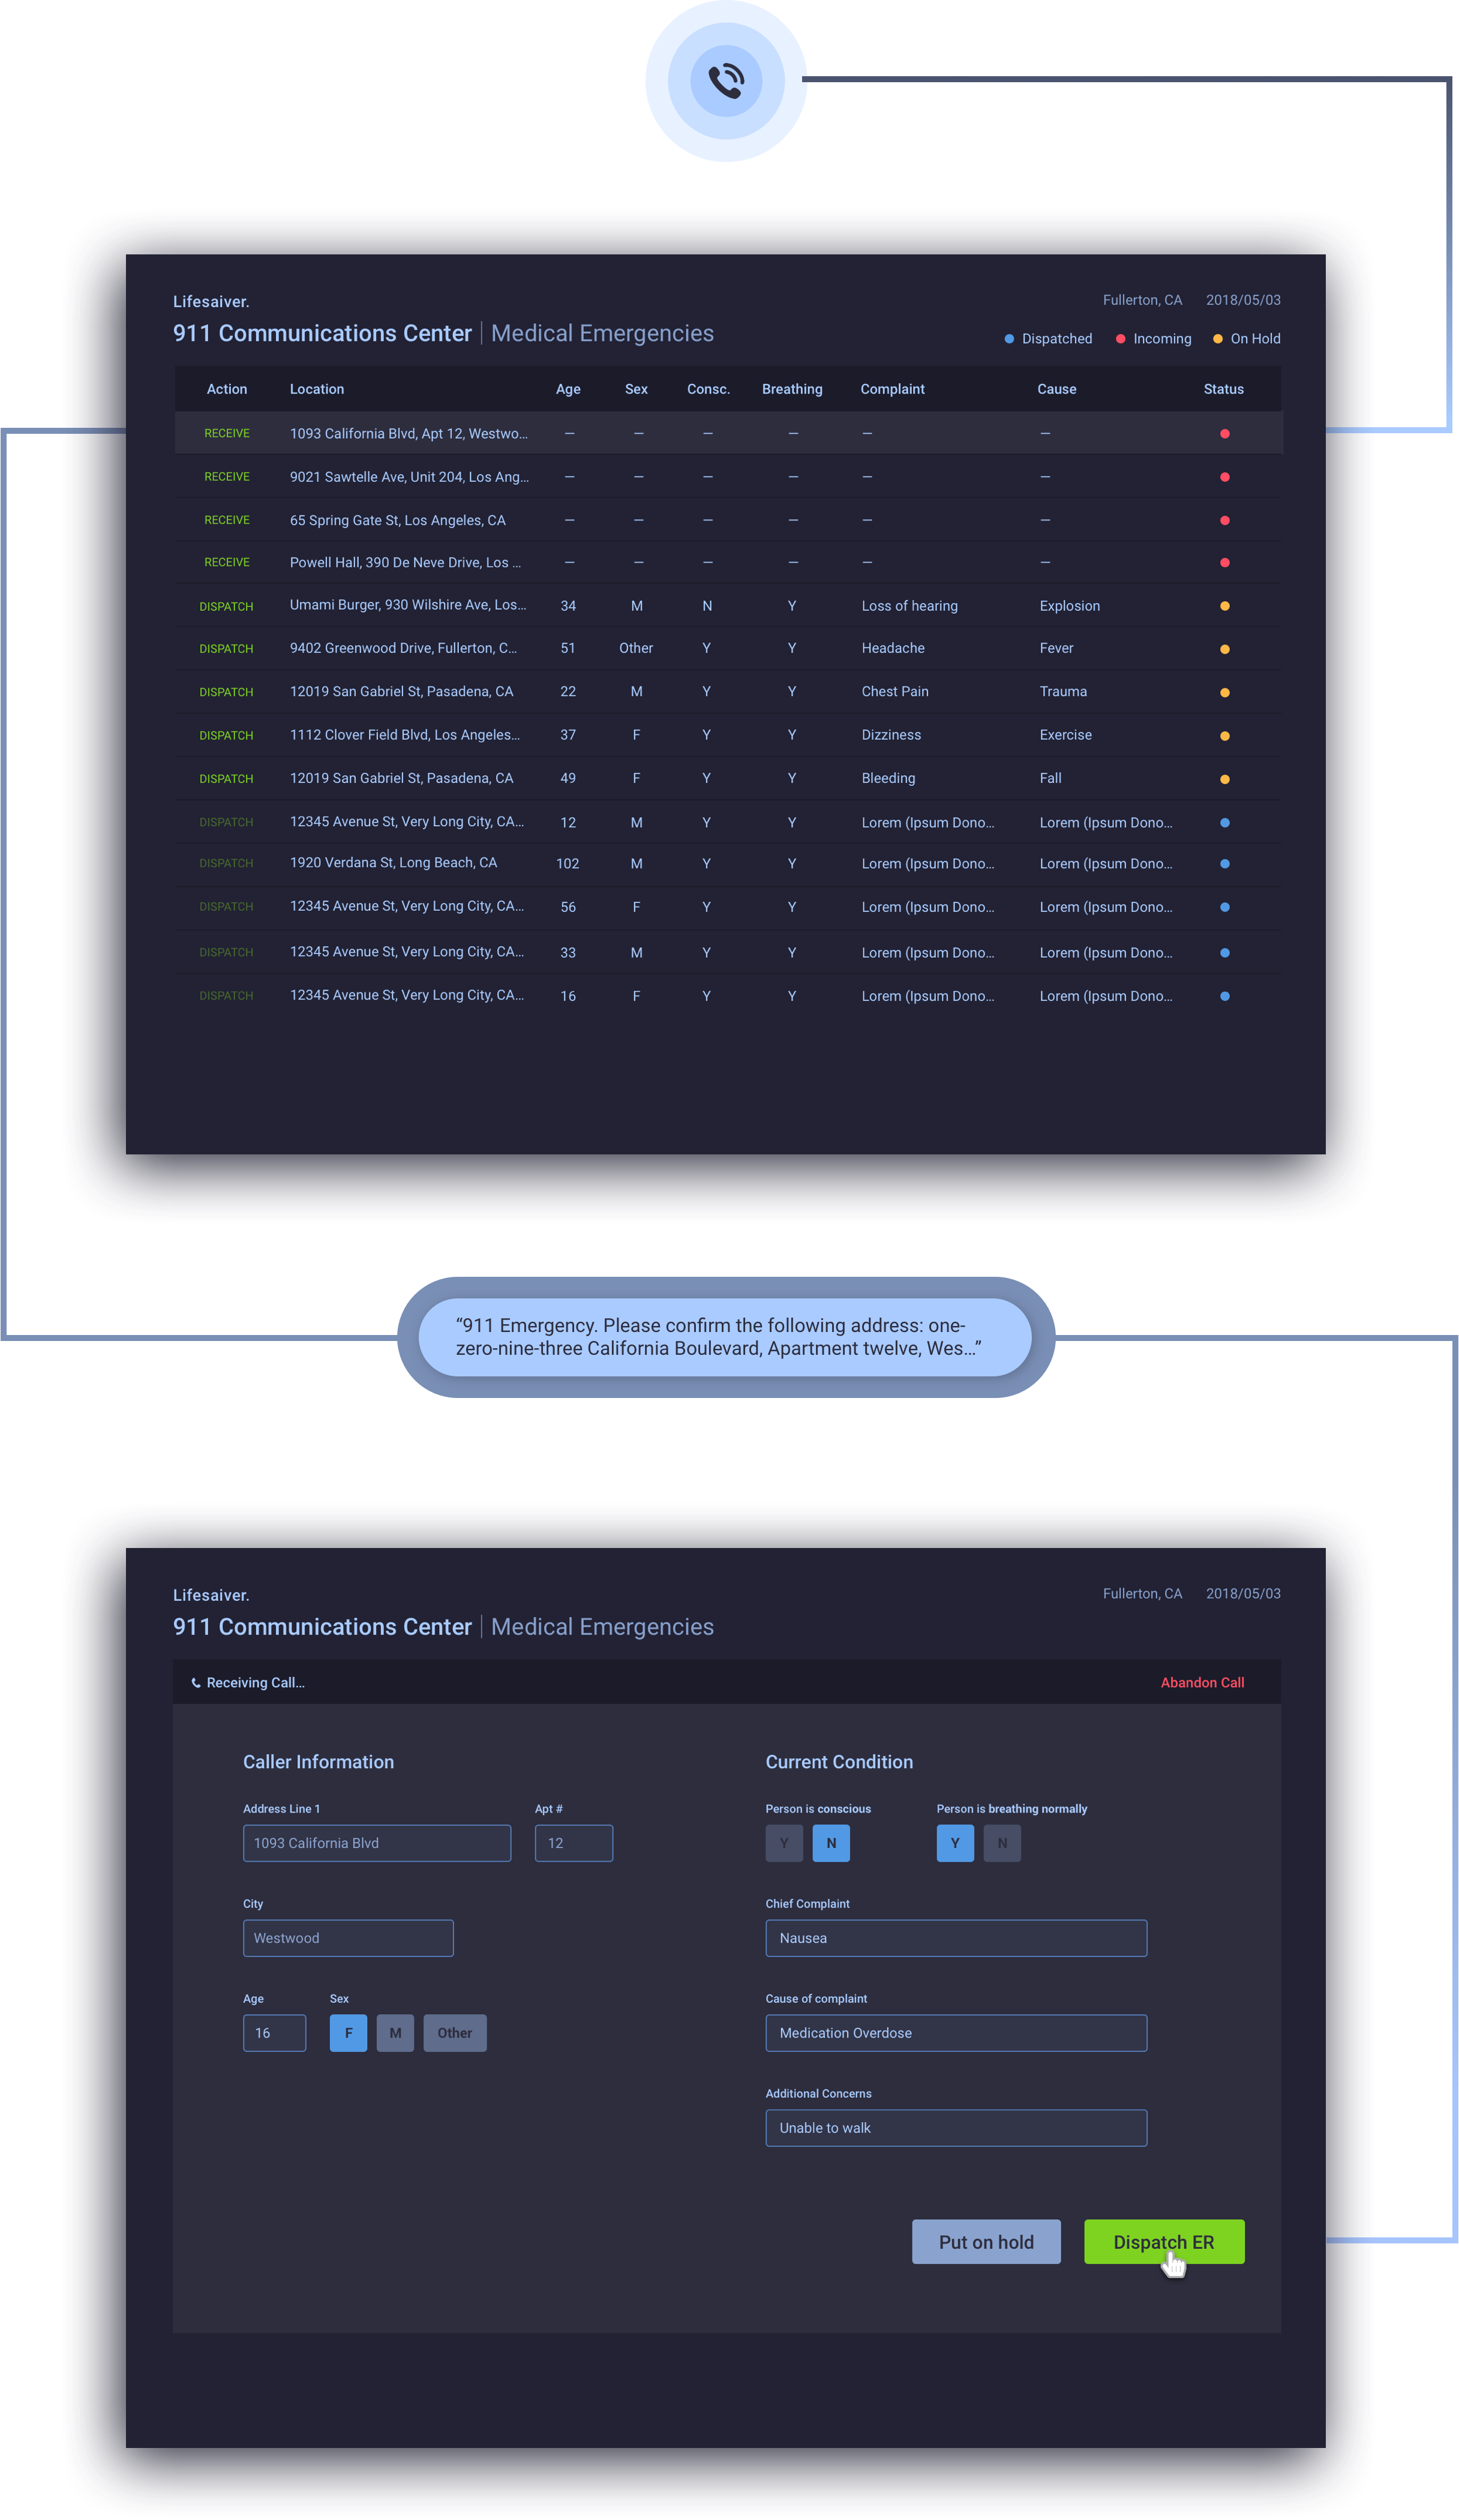 Lifesaiver.
Fullerton, CA 2018/05/03
911 Communications Center | Medical Emergencies
Dispatched Incoming On Hold
Action Location Age Sex Consc. Breathing Complaint Cause Status
RECEIVE 1093 California Blvd, Apt 12, Westwo... — — — — — —
RECEIVE 9021 Sawtelle Ave, Unit 204, Los Ang... — — — — — —
RECEIVE 65 Spring Gate St, Los Angeles, CA — — — — — —
RECEIVE Powell Hall, 390 De Neve Drive, Los ... — — — — — —
DISPATCH Umami Burger, 930 Wilshire Ave, Los... 34 M N Y Loss of hearing Explosion
DISPATCH 9402 Greenwood Drive, Fullerton, C... 51 Other Y Y Headache Fever
DISPATCH 12019 San Gabriel St, Pasadena, CA 22 M Y Y Chest Pain Trauma
DISPATCH 1112 Clover Field Blvd, Los Angeles... 37 F Y Y Dizziness Exercise
DISPATCH 12019 San Gabriel St, Pasadena, CA 49 F Y Y Bleeding Fall
DISPATCH 12345 Avenue St, Very Long City, CA... 12 M Y Y Lorem (Ipsum Dono... Lorem (Ipsum Dono...
DISPATCH 1920 Verdana St, Long Beach, CA 102 M Y Y Lorem (Ipsum Dono... Lorem (Ipsum Dono...
DISPATCH 12345 Avenue St, Very Long City, CA... 56 F Y Y Lorem (Ipsum Dono... Lorem (Ipsum Dono...
DISPATCH 12345 Avenue St, Very Long City, CA... 33 M Y Y Lorem (Ipsum Dono... Lorem (Ipsum Dono...
DISPATCH 12345 Avenue St, Very Long City, CA... 16 F Y Y Lorem (Ipsum Dono... Lorem (Ipsum Dono...
“911 Emergency. Please confirm the following address: one-
zero-nine-three California Boulevard, Apartment twelve, Wes...”
Lifesaiver.
Fullerton, CA 2018/05/03
911 Communications Center | Medical Emergencies
Receiving Call... Abandon Call
Caller Information
Address Line 1 Apt #
1093 California Blvd 12
City
Westwood
Age Sex
16 F M Other
Current Condition
Person is conscious Person is breathing normally
Y N Y N
Chief Complaint
Nausea
Cause of complaint
Medication Overdose
Additional Concerns
Unable to walk
Put on hold Dispatch ER